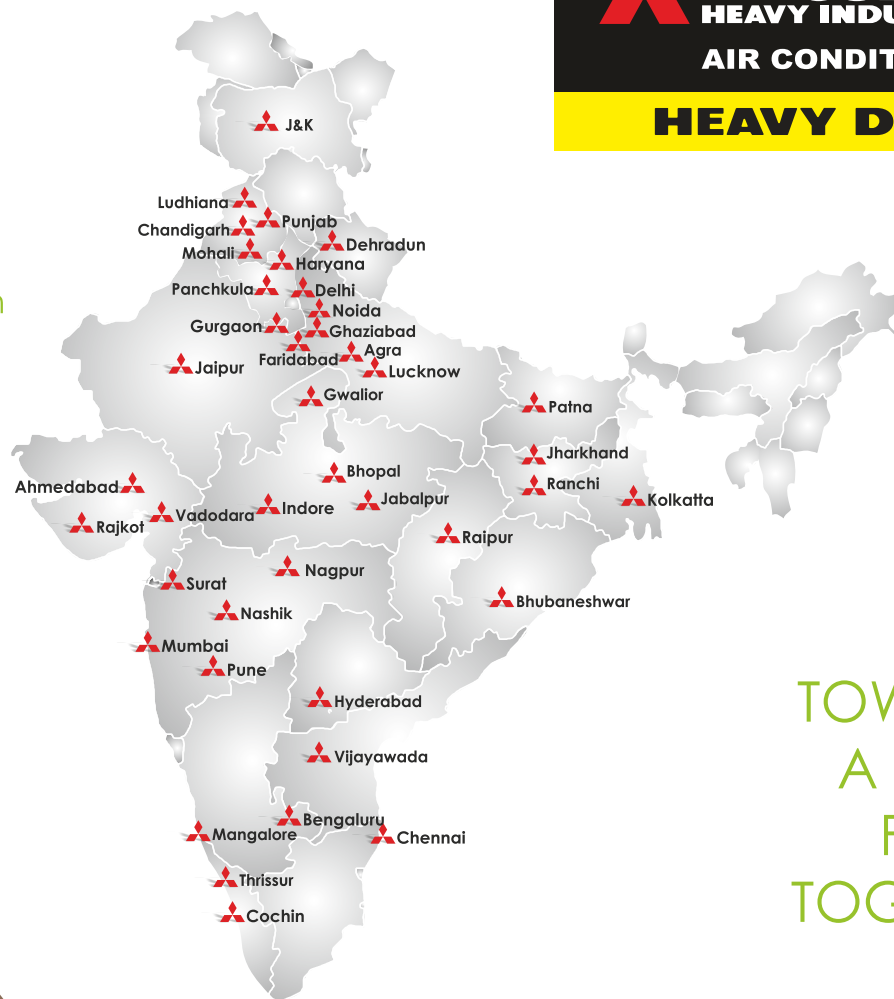 HEAVY INDU
AIR CONDIT
HEAVY D
J&K
Ludhiana
Punjab
Chandigarh
Dehradun
Mohali
Haryana
Panchkula
Delhi
Noida
Gurgaon
Ghaziabad
Faridabad
Agra
Jaipur
Lucknow
Gwalior
Patna
Jharkhand
Bhopal
Ranchi
Ahmedabad
Jabalpur
Kolkatta
Vadodara
Indore
Rajkot
Raipur
Nagpur
Surat
Bhubaneshwar
Nashik
Mumbai
Pune
Hyderabad
Vijayawada
Bengaluru
Mangalore
Chennai
Thrissur
Cochin
TOW
A
F
TOG